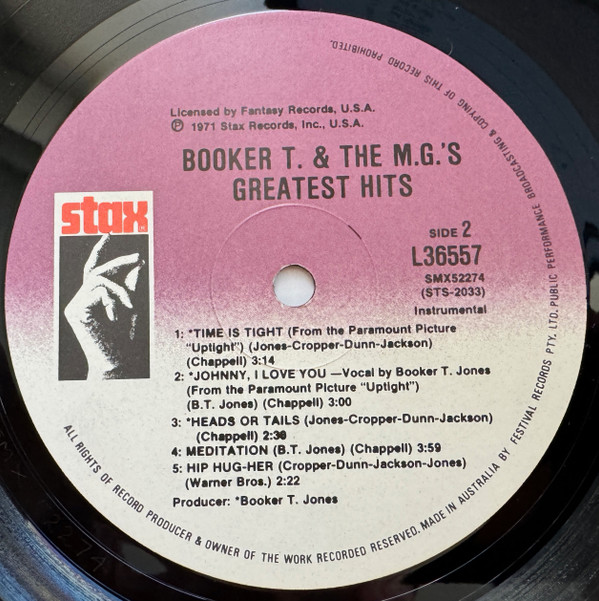 Licensed by Fantasy Records, U.S.A.
℗ 1971 Stax Records, Inc., U.S.A.
BOOKER T. & THE M.G.'S
GREATEST HITS
stax
SIDE 2
L36557
SMX52274
(STS-2033)
Instrumental
1: *TIME IS TIGHT (From the Paramount Picture
"Uptight") (Jones-Cropper-Dunn-Jackson)
(Chappell) 3:14
2: *JOHNNY, I LOVE YOU —Vocal by Booker T. Jones
(From the Paramount Picture "Uptight")
(B.T. Jones) (Chappell) 3:00
3: *HEADS OR TAILS (Jones-Cropper-Dunn-Jackson)
(Chappell) 2:30
4: MEDITATION (B.T. Jones) (Chappell) 3:59
5: HIP HUG-HER (Cropper-Dunn-Jackson-Jones)
(Warner Bros.) 2:22
Producer: *Booker T. Jones
ALL RIGHTS OF RECORD PRODUCER & OWNER OF THE WORK RECORDED RESERVED. MADE IN AUSTRALIA BY FESTIVAL RECORDS PTY. LTD. PUBLIC PERFORMANCE BROADCASTING & COPYING OF THIS RECORD PROHIBITED.